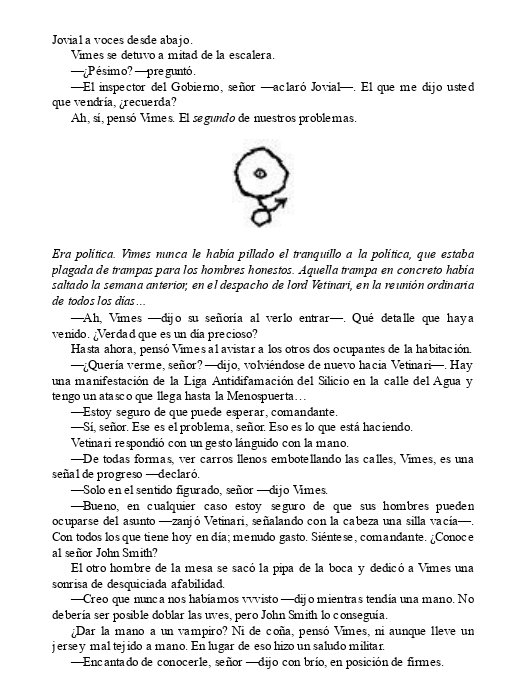 Jovial a voces desde abajo.
Vimes se detuvo a mitad de la escalera.
—¿Pésimo? —preguntó.
—El inspector del Gobierno, señor —aclaró Jovial—. El que me dijo usted
que vendría, ¿recuerda?
Ah, sí, pensó Vimes. El segundo de nuestros problemas.
Era política. Vimes nunca le había pillado el tranquillo a la política, que estaba
plagada de trampas para los hombres honestos. Aquella trampa en concreto había
saltado la semana anterior, en el despacho de lord Vetinari, en la reunión ordinaria
de todos los días…
—Ah, Vimes —dijo su señoría al verlo entrar—. Qué detalle que haya
venido. ¿Verdad que es un día precioso?
Hasta ahora, pensó Vimes al avistar a los otros dos ocupantes de la habitación.
—¿Quería verme, señor? —dijo, volviéndose de nuevo hacia Vetinari—. Hay
una manifestación de la Liga Antidifamación del Silicio en la calle del Agua y
tengo un atasco que llega hasta la Menospuerta…
—Estoy seguro de que puede esperar, comandante.
—Sí, señor. Ese es el problema, señor. Eso es lo que está haciendo.
Vetinari respondió con un gesto lánguido con la mano.
—De todas formas, ver carros llenos embotellando las calles, Vimes, es una
señal de progreso —declaró.
—Solo en el sentido figurado, señor —dijo Vimes.
—Bueno, en cualquier caso estoy seguro de que sus hombres pueden
ocuparse del asunto —zanjó Vetinari, señalando con la cabeza una silla vacía—.
Con todos los que tiene hoy en día; menudo gasto. Siéntese, comandante. ¿Conoce
al señor John Smith?
El otro hombre de la mesa se sacó la pipa de la boca y dedicó a Vimes una
sonrisa de desquiciada afabilidad.
—Creo que nunca nos habíamos vvvisto —dijo mientras tendía una mano. No
debería ser posible doblar las uves, pero John Smith lo conseguía.
¿Dar la mano a un vampiro? Ni de coña, pensó Vimes, ni aunque lleve un
jersey mal tejido a mano. En lugar de eso hizo un saludo militar.
—Encantado de conocerle, señor —dijo con brío, en posición de firmes.